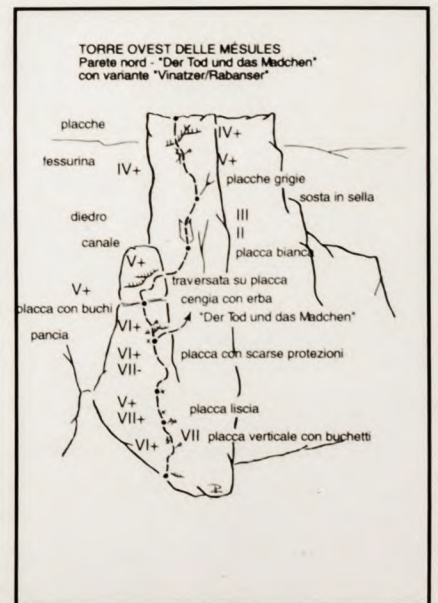 TORRE OVEST DELLE MÉSULES
Parete nord - "Der Tod und das Madchen"
con variante "Vinatzer/Rabanser"
placche
IV+
fessurina
IV+
V+
placche grigie
sosta in sella
diedro
III
II
canale
placca bianca
V+
traversata su placca
V+
cengia con erba
placca con buchi
"Der Tod und das Madchen"
pancia
VI+
VI+
placca con scarse protezioni
VII-
V+
placca liscia
VII+
VII
placca verticale con buchetti
VI+